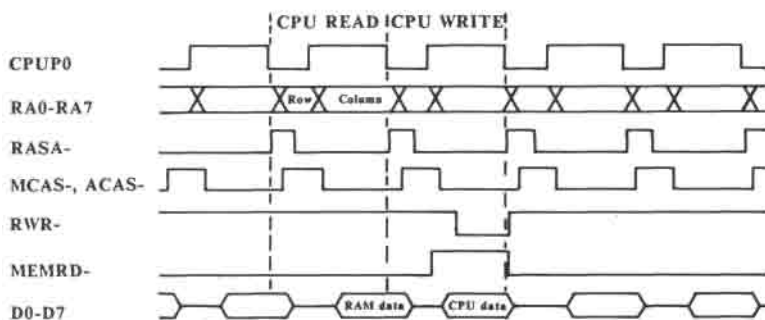 CPU READ CPU WRITE
CPUP0
RA0-RA7 Row Column
RASA-
MCAS-, ACAS-
RWR-
MEMRD-
D0-D7 RAM data CPU data